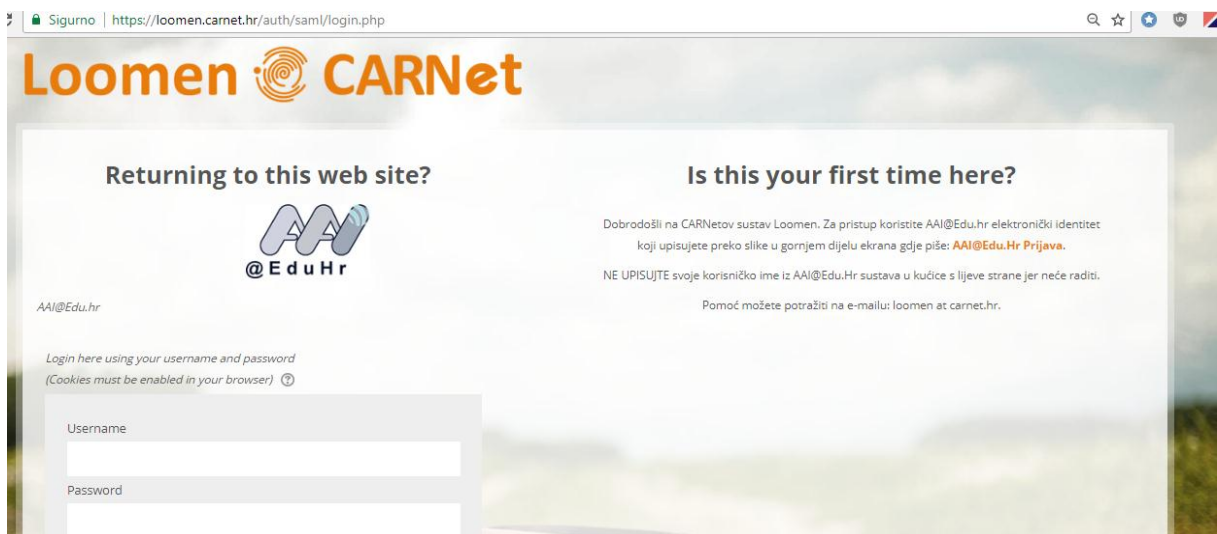 Sigurno | https://loomen.carnet.hr/auth/saml/login.php
Loomen CARNet
Returning to this web site?
AAI
@EduHr
AAI@Edu.hr
Login here using your username and password
(Cookies must be enabled in your browser) ?
Username
Password
Is this your first time here?
Dobrodošli na CARNetov sustav Loomen. Za pristup koristite AAI@Edu.hr elektronički identitet
koji upisujete preko slike u gornjem dijelu ekrana gdje piše: AAI@Edu.Hr Prijava.
NE UPISUJTE svoje korisničko ime iz AAI@Edu.Hr sustava u kućice s lijeve strane jer neće raditi.
Pomoć možete potražiti na e-mailu: loomen at carnet.hr.